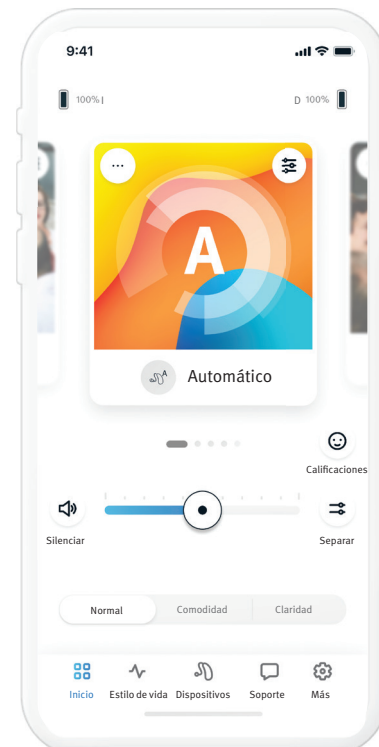 9:41
100% I
D 100%
...
A
A
Automático
Calificaciones
Silenciar
Separar
Normal Comodidad Claridad
Inicio Estilo de vida Dispositivos Soporte Más